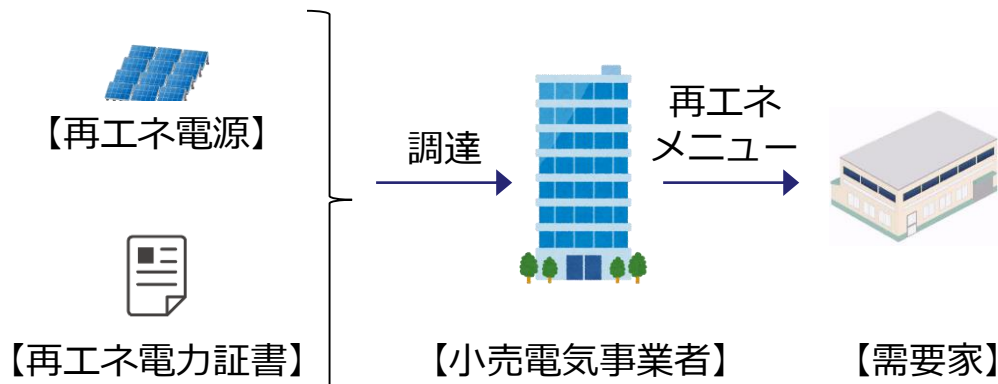 【再エネ電源】
調達
再エネ
メニュー
【再エネ電力証書】
【小売電気事業者】
【需要家】